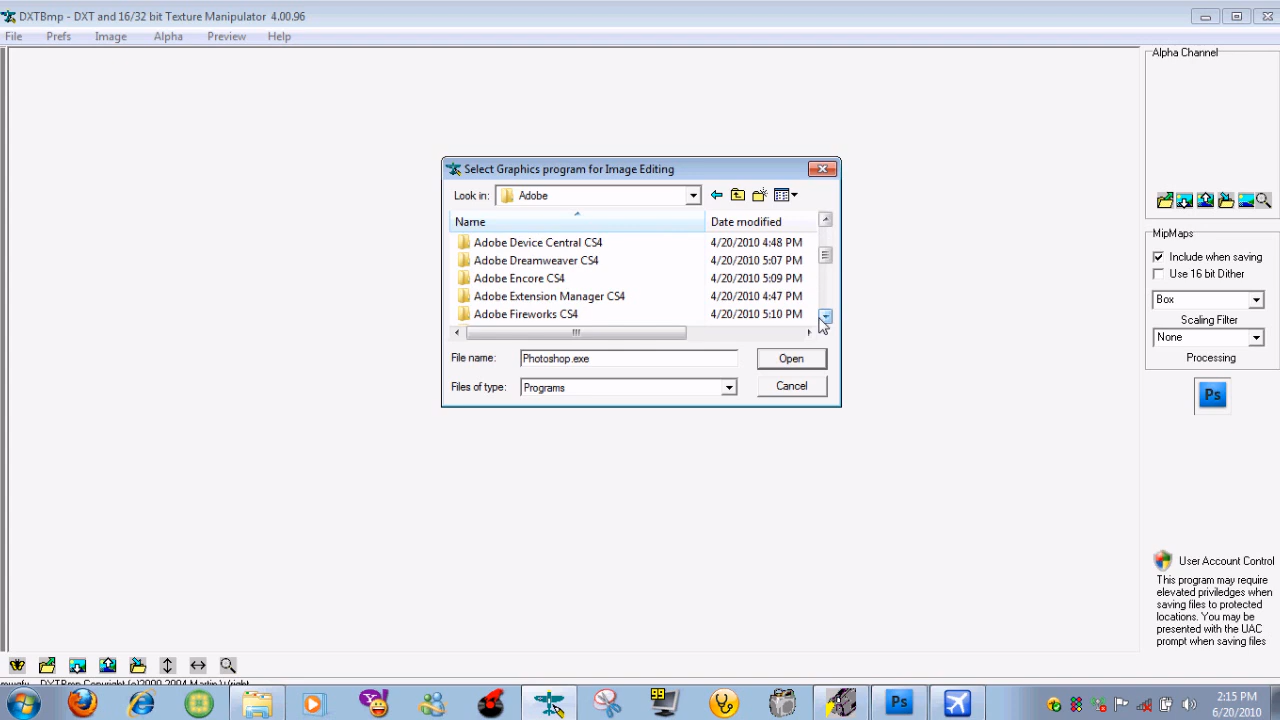 DXTBmp - DXT and 16/32 bit Texture Manipulator 4.00.96
File Prefs Image Alpha Preview Help
Alpha Channel
Select Graphics program for Image Editing
Look in: Adobe
Name Date modified
Adobe Device Central CS4 4/20/2010 4:48 PM
Adobe Dreamweaver CS4 4/20/2010 5:07 PM
Adobe Encore CS4 4/20/2010 5:09 PM
Adobe Extension Manager CS4 4/20/2010 4:47 PM
Adobe Fireworks CS4 4/20/2010 5:10 PM
File name: Photoshop.exe Open
Files of type: Programs Cancel
MipMaps
Include when saving
Use 16 bit Dither
Box
Scaling Filter
None
Processing
Ps
User Account Control
This program may require
elevated priviledges when
saving files to protected
locations. You may be
presented with the UAC
prompt when saving files
DXTBmp Copyright (c)2000-2004 Martin
99
Ps
2:15 PM
6/20/2010